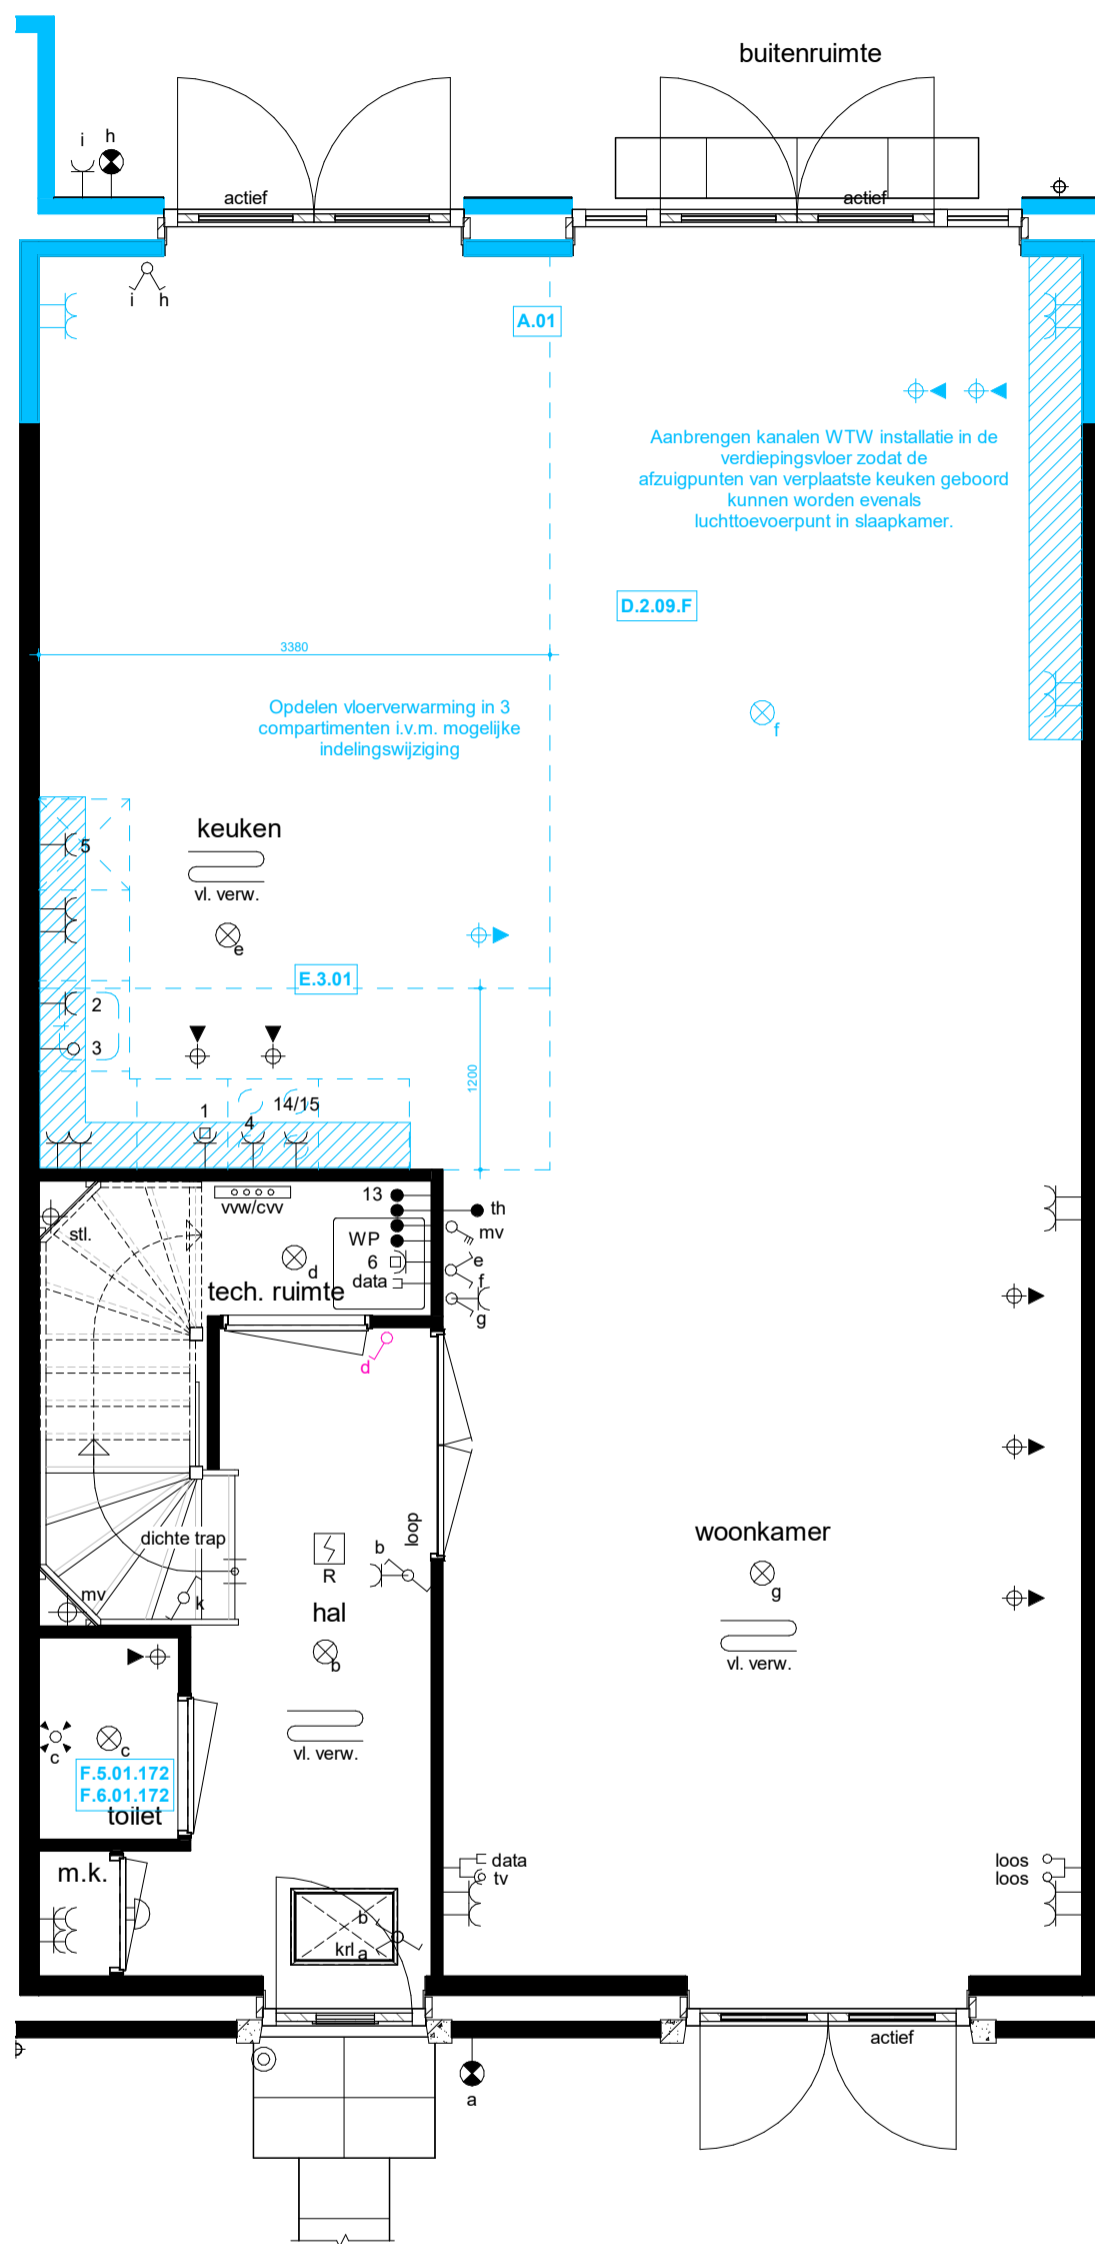 buitenruimte
i
h
actief
actief
i
h
A.01
Aanbrengen kanalen WTW installatie in de
verdiepingsvloer zodat de
afzuigpunten van verplaatste keuken geboord
kunnen worden evenals
luchttoevoerpunt in slaapkamer.
D.2.09.F
3380
Opdelen vloerverwarming in 3
compartimenten i.v.m. mogelijke
indelingswijziging
f
keuken
5
vl. verw.
e
E.3.01
2
3
1200
1
4
14/15
vvw/cvv
13
th
stl.
WP
mv
d
6
e
data
f
tech. ruimte
g
d
dichte trap
loop
b
woonkamer
R
mv
k
hal
g
b
vl. verw.
vl. verw.
c
c
F.5.01.172
F.6.01.172
toilet
m.k.
data
tv
loos
loos
b
krl
a
actief
a